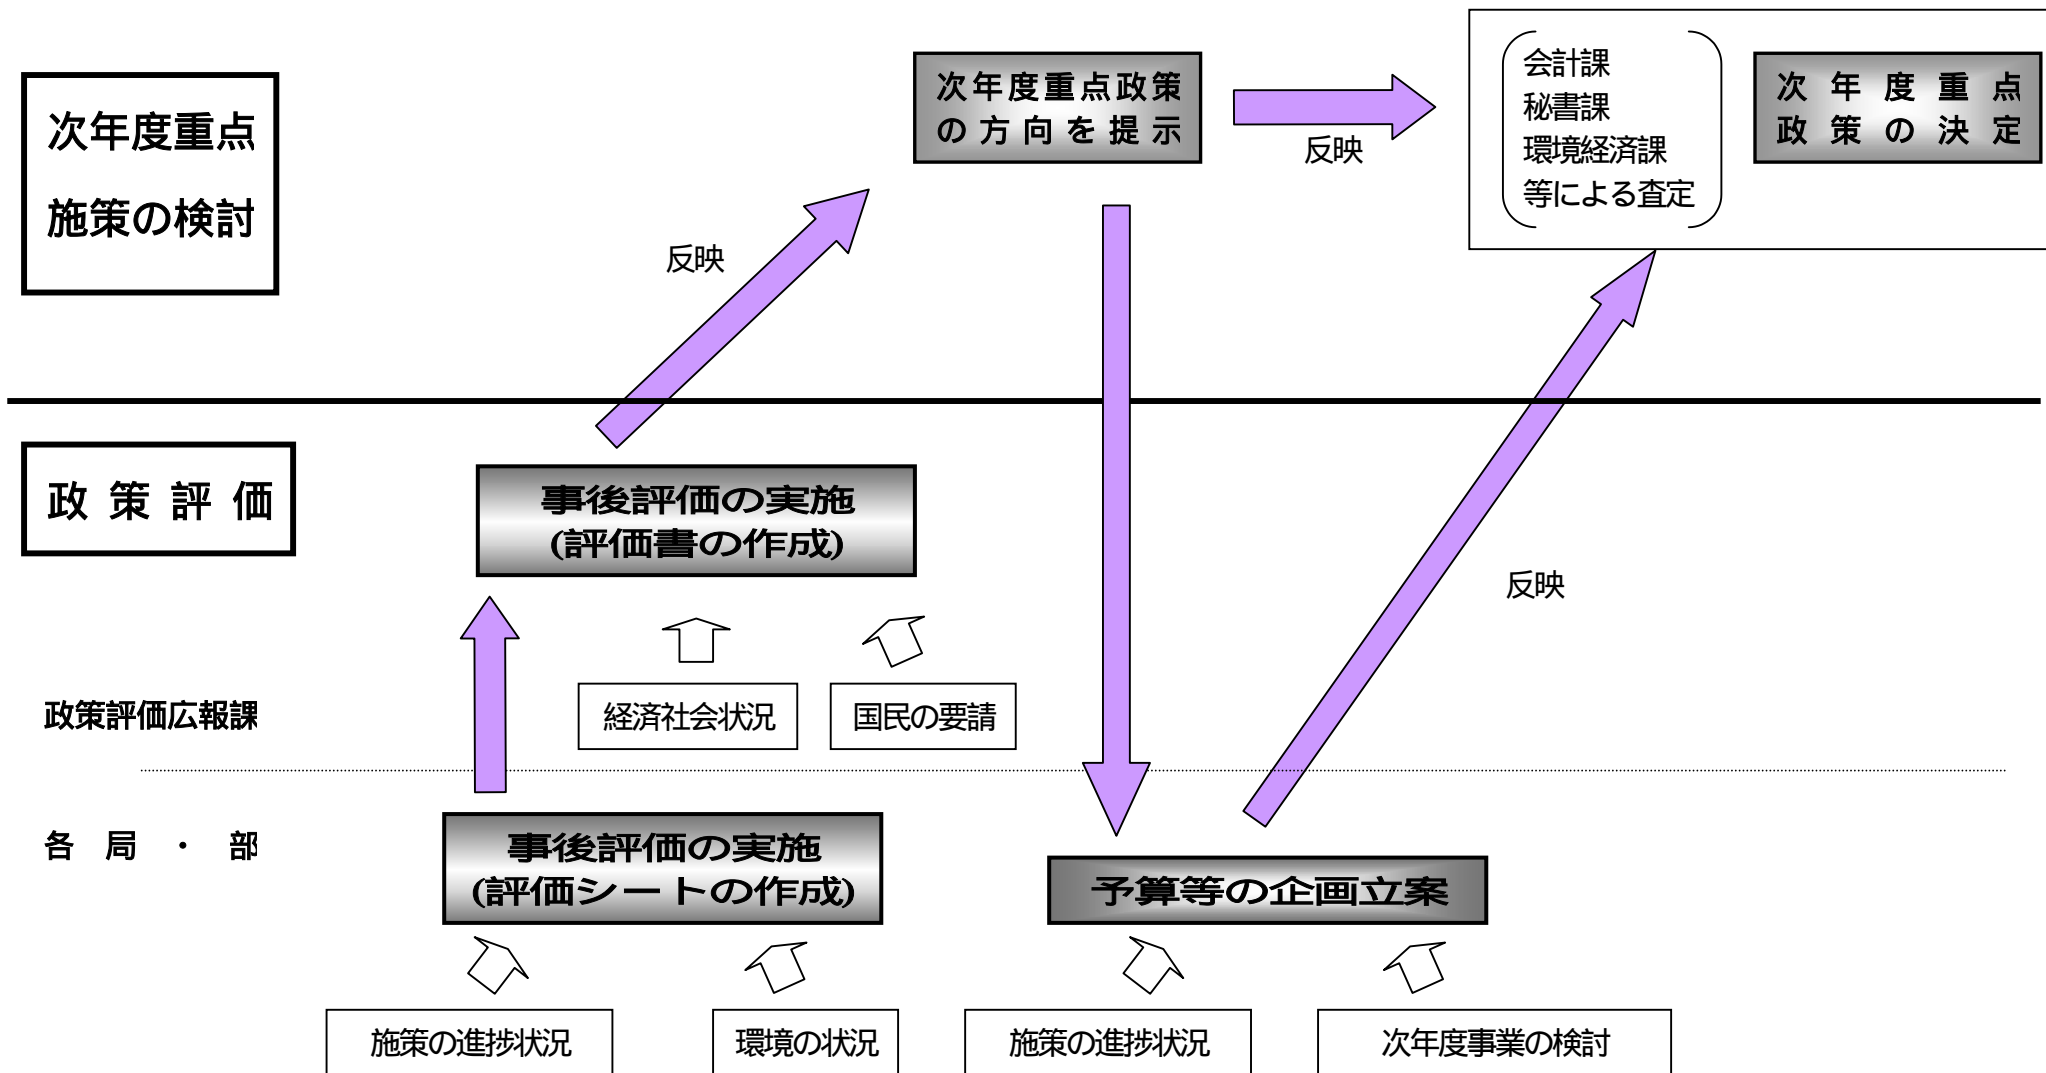 次年度重点
施策の検討
次年度重点政策
の方向を提示
反映
会計課
秘書課
環境経済課
等による査定
次年度重点
政策の決定
反映
政策評価
事後評価の実施
(評価書の作成)
反映
政策評価広報課
経済社会状況
国民の要請
各局・部
事後評価の実施
(評価シートの作成)
予算等の企画立案
施策の進捗状況
環境の状況
施策の進捗状況
次年度事業の検討